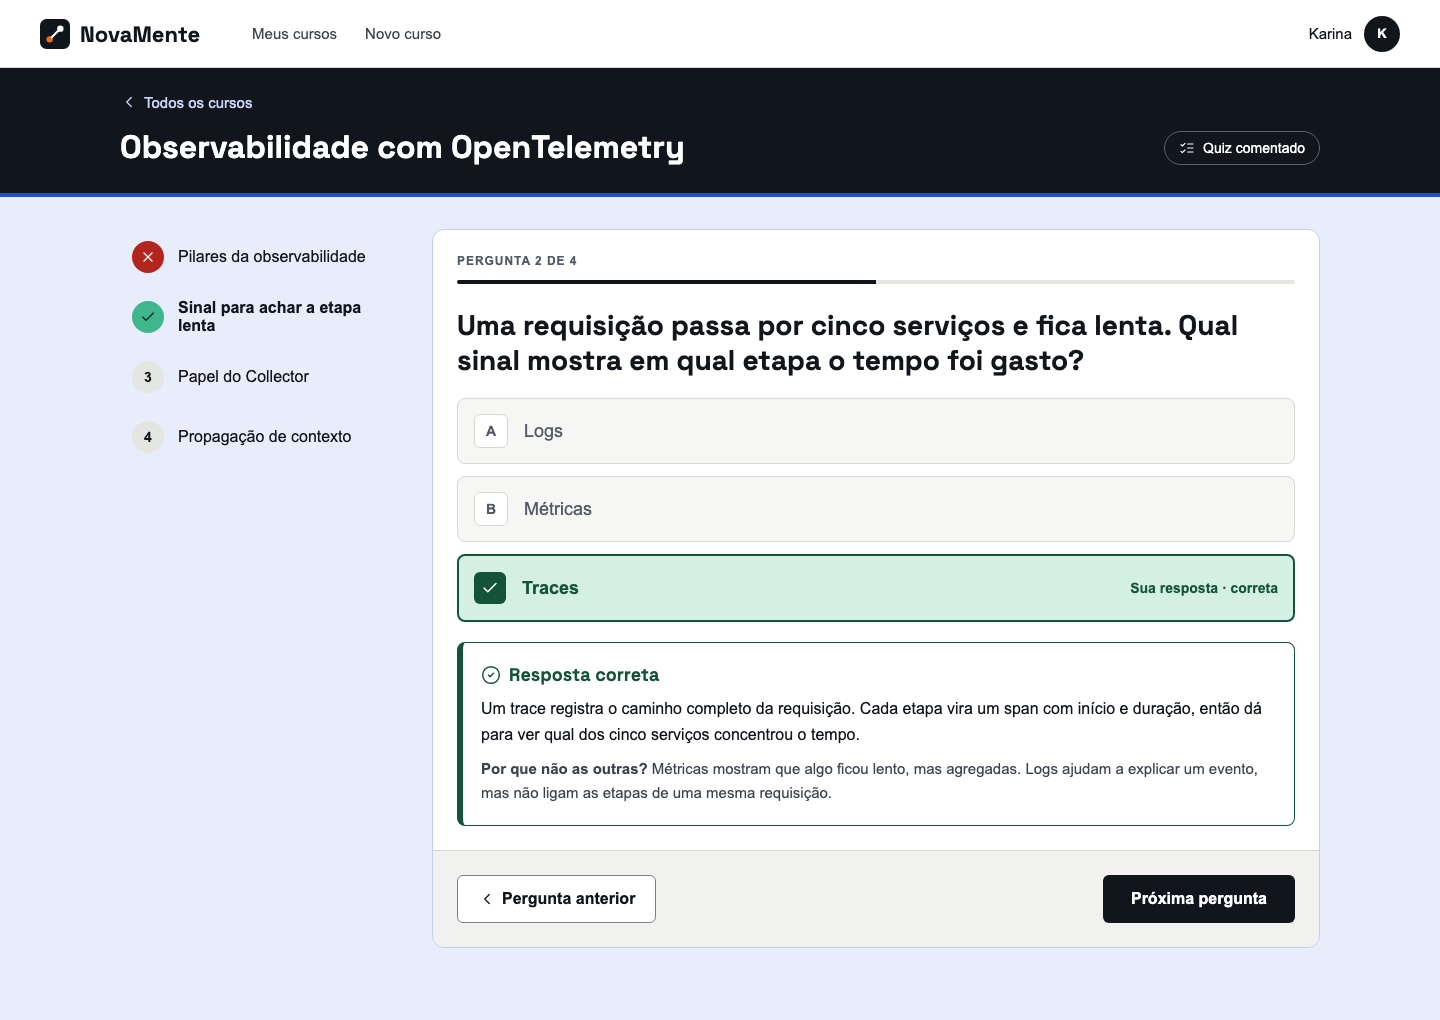 NovaMente
Meus cursos
Novo curso
Karina
K
Todos os cursos
Observabilidade com OpenTelemetry
Quiz comentado
Pilares da observabilidade
Sinal para achar a etapa
lenta
3
Papel do Collector
4
Propagação de contexto
PERGUNTA 2 DE 4
Uma requisição passa por cinco serviços e fica lenta. Qual
sinal mostra em qual etapa o tempo foi gasto?
A
Logs
B
Métricas
Traces
Sua resposta · correta
Resposta correta
Um trace registra o caminho completo da requisição. Cada etapa vira um span com início e duração, então dá
para ver qual dos cinco serviços concentrou o tempo.
Por que não as outras? Métricas mostram que algo ficou lento, mas agregadas. Logs ajudam a explicar um evento,
mas não ligam as etapas de uma mesma requisição.
Pergunta anterior
Próxima pergunta